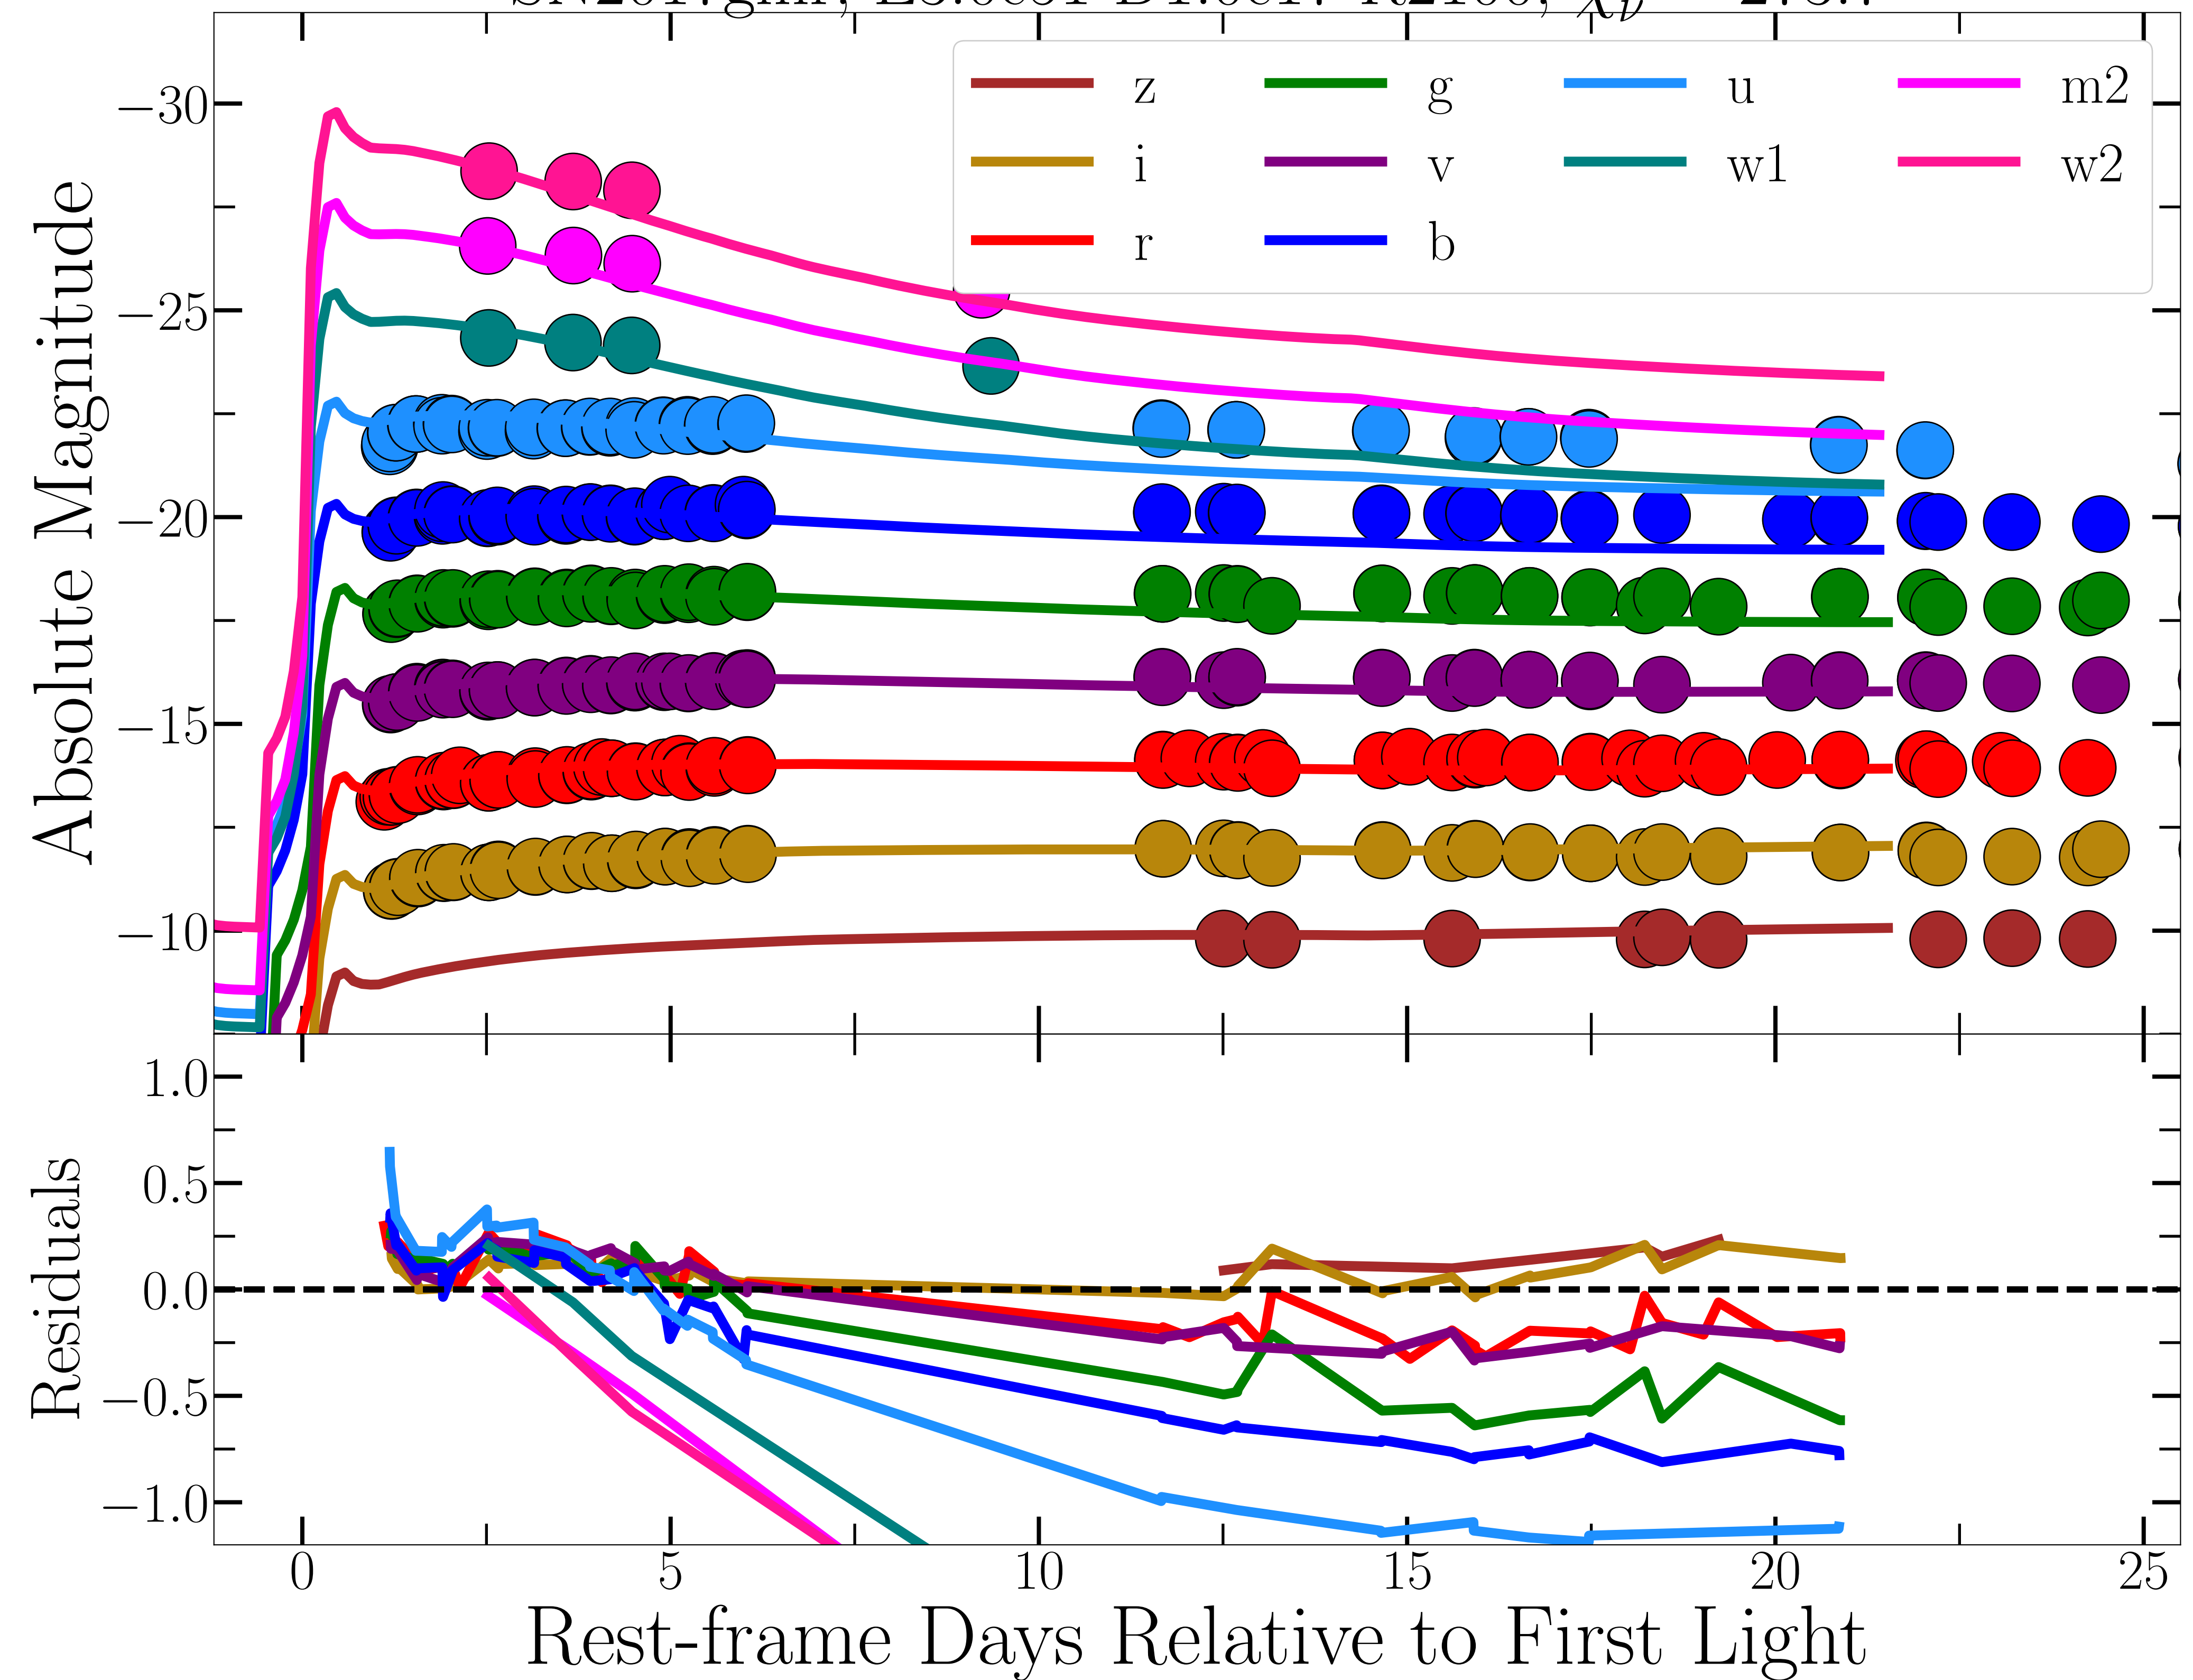 −30
−25
−20
−15
−10
Absolute Magnitude
z
g
u
m2
i
v
w1
w2
r
b
1.0
0.5
0.0
−0.5
−1.0
Residuals
0
5
10
15
20
25
Rest-frame Days Relative to First Light